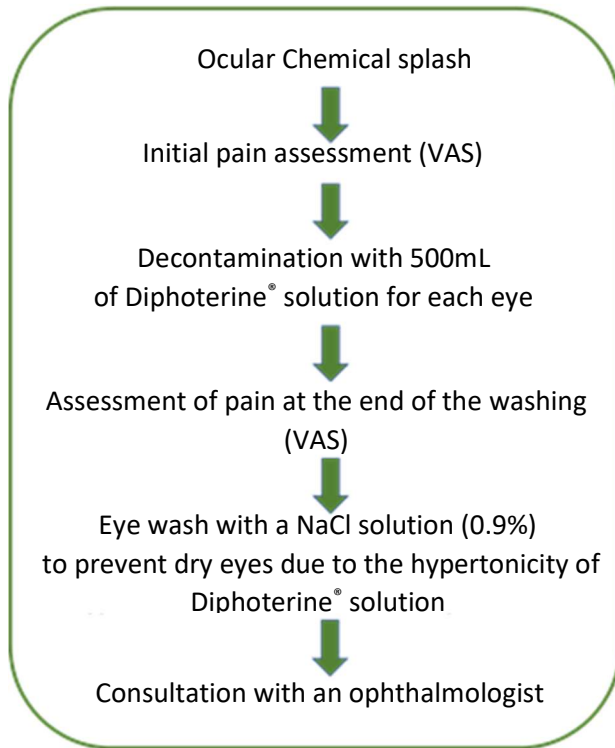 Ocular Chemical splash
Initial pain assessment (VAS)
Decontamination with 500mL
of Diphoterine® solution for each eye
Assessment of pain at the end of the washing
(VAS)
Eye wash with a NaCl solution (0.9%)
to prevent dry eyes due to the hypertonicity of
Diphoterine® solution
Consultation with an ophthalmologist